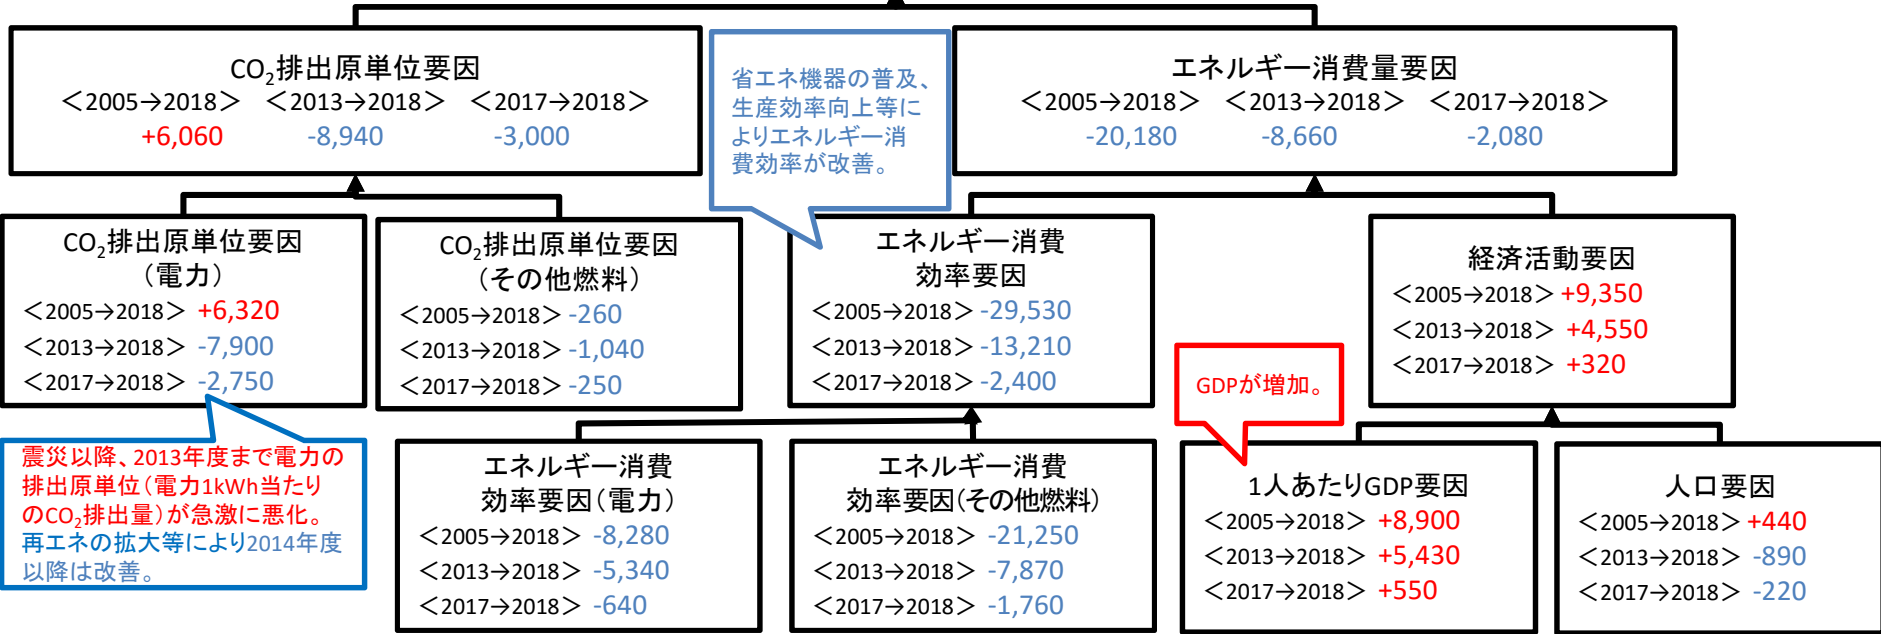 CO₂排出原単位要因
＜2005→2018＞ ＜2013→2018＞ ＜2017→2018＞
+6,060 -8,940 -3,000
省エネ機器の普及、
生産効率向上等に
よりエネルギー消
費効率が改善。
エネルギー消費量要因
＜2005→2018＞ ＜2013→2018＞ ＜2017→2018＞
-20,180 -8,660 -2,080
CO₂排出原単位要因
（電力）
＜2005→2018＞ +6,320
＜2013→2018＞ -7,900
＜2017→2018＞ -2,750
CO₂排出原単位要因
（その他燃料）
＜2005→2018＞ -260
＜2013→2018＞ -1,040
＜2017→2018＞ -250
エネルギー消費
効率要因
＜2005→2018＞ -29,530
＜2013→2018＞ -13,210
＜2017→2018＞ -2,400
経済活動要因
＜2005→2018＞ +9,350
＜2013→2018＞ +4,550
＜2017→2018＞ +320
GDPが増加。
震災以降、2013年度まで電力の
排出原単位（電力1kWh当たり
のCO₂排出量）が急激に悪化。
再エネの拡大等により2014年度
以降は改善。
エネルギー消費
効率要因（電力）
＜2005→2018＞ -8,280
＜2013→2018＞ -5,340
＜2017→2018＞ -640
エネルギー消費
効率要因（その他燃料）
＜2005→2018＞ -21,250
＜2013→2018＞ -7,870
＜2017→2018＞ -1,760
1人あたりGDP要因
＜2005→2018＞ +8,900
＜2013→2018＞ +5,430
＜2017→2018＞ +550
人口要因
＜2005→2018＞ +440
＜2013→2018＞ -890
＜2017→2018＞ -220